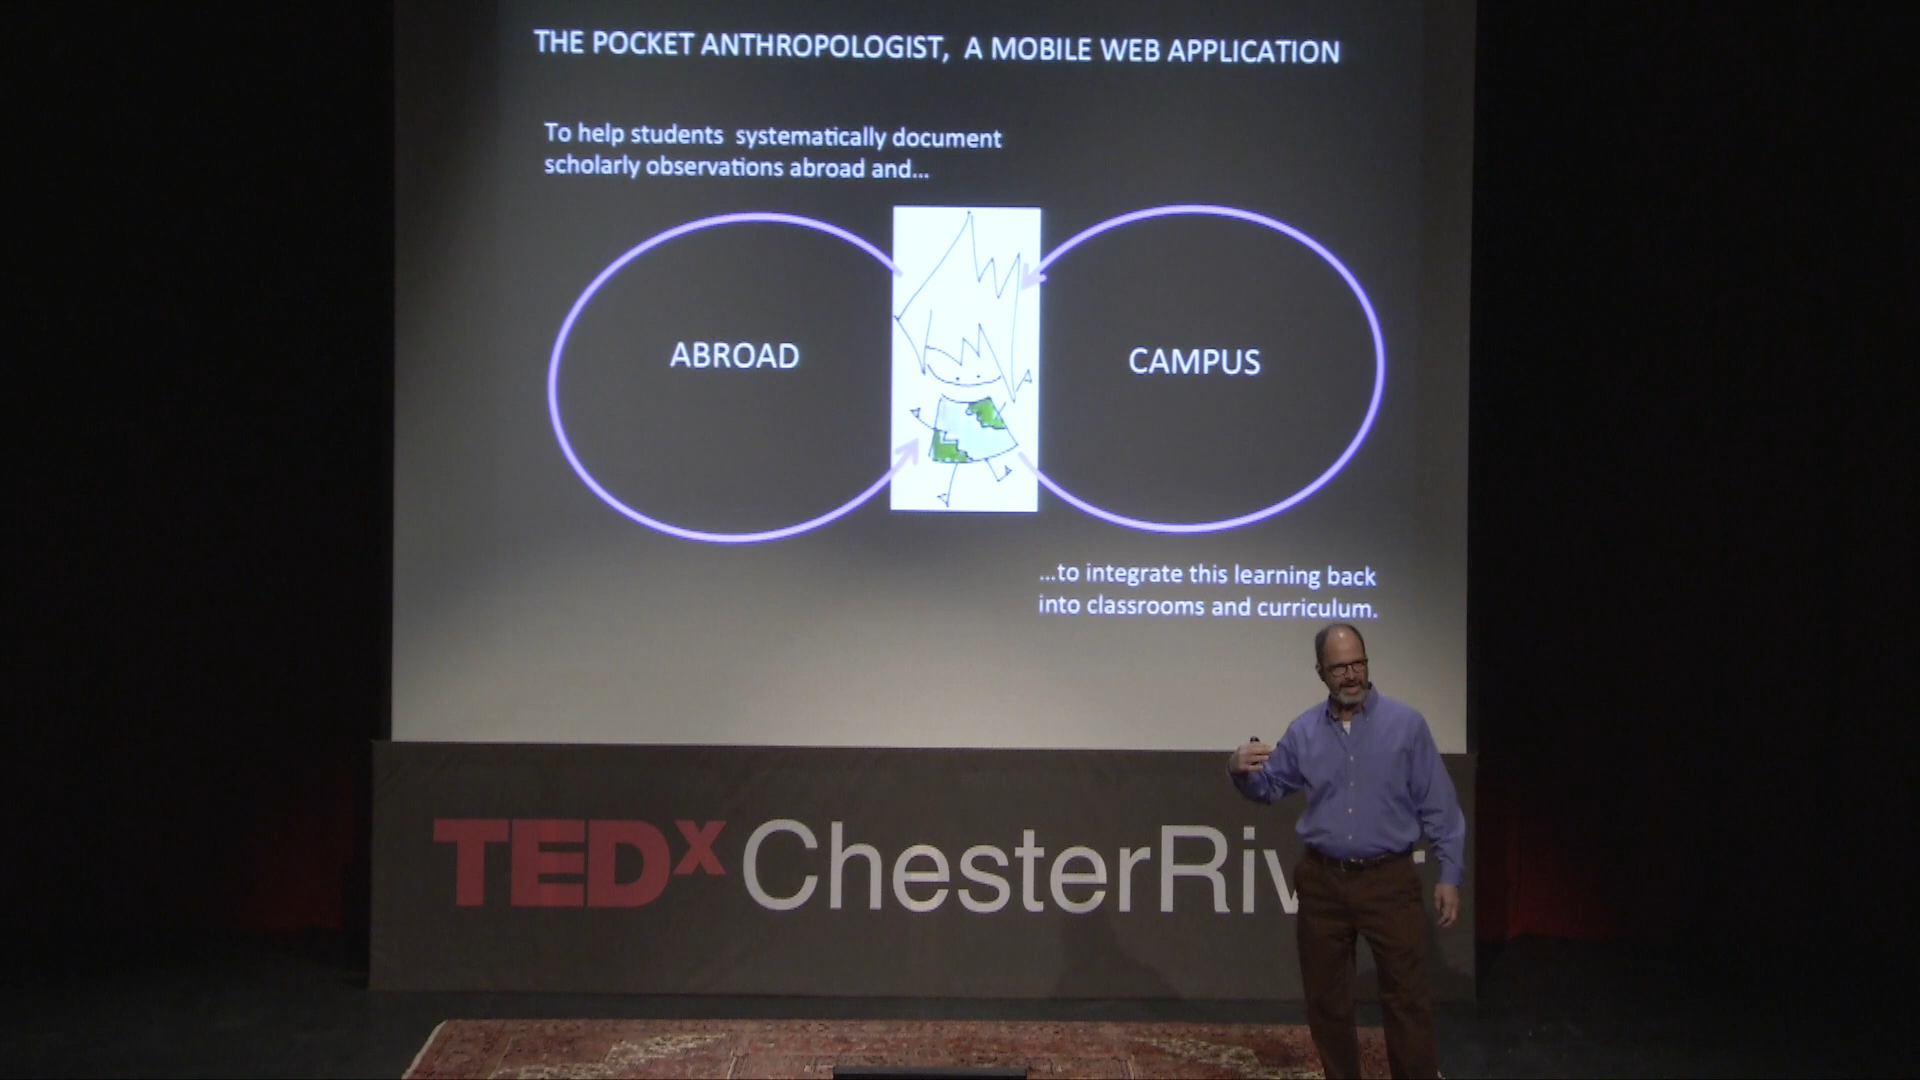 THE POCKET ANTHROPOLOGIST, A MOBILE WEB APPLICATION
To help students systematically document
scholarly observations abroad and...
ABROAD
CAMPUS
...to integrate this learning back
into classrooms and curriculum.
TEDx ChesterRiver